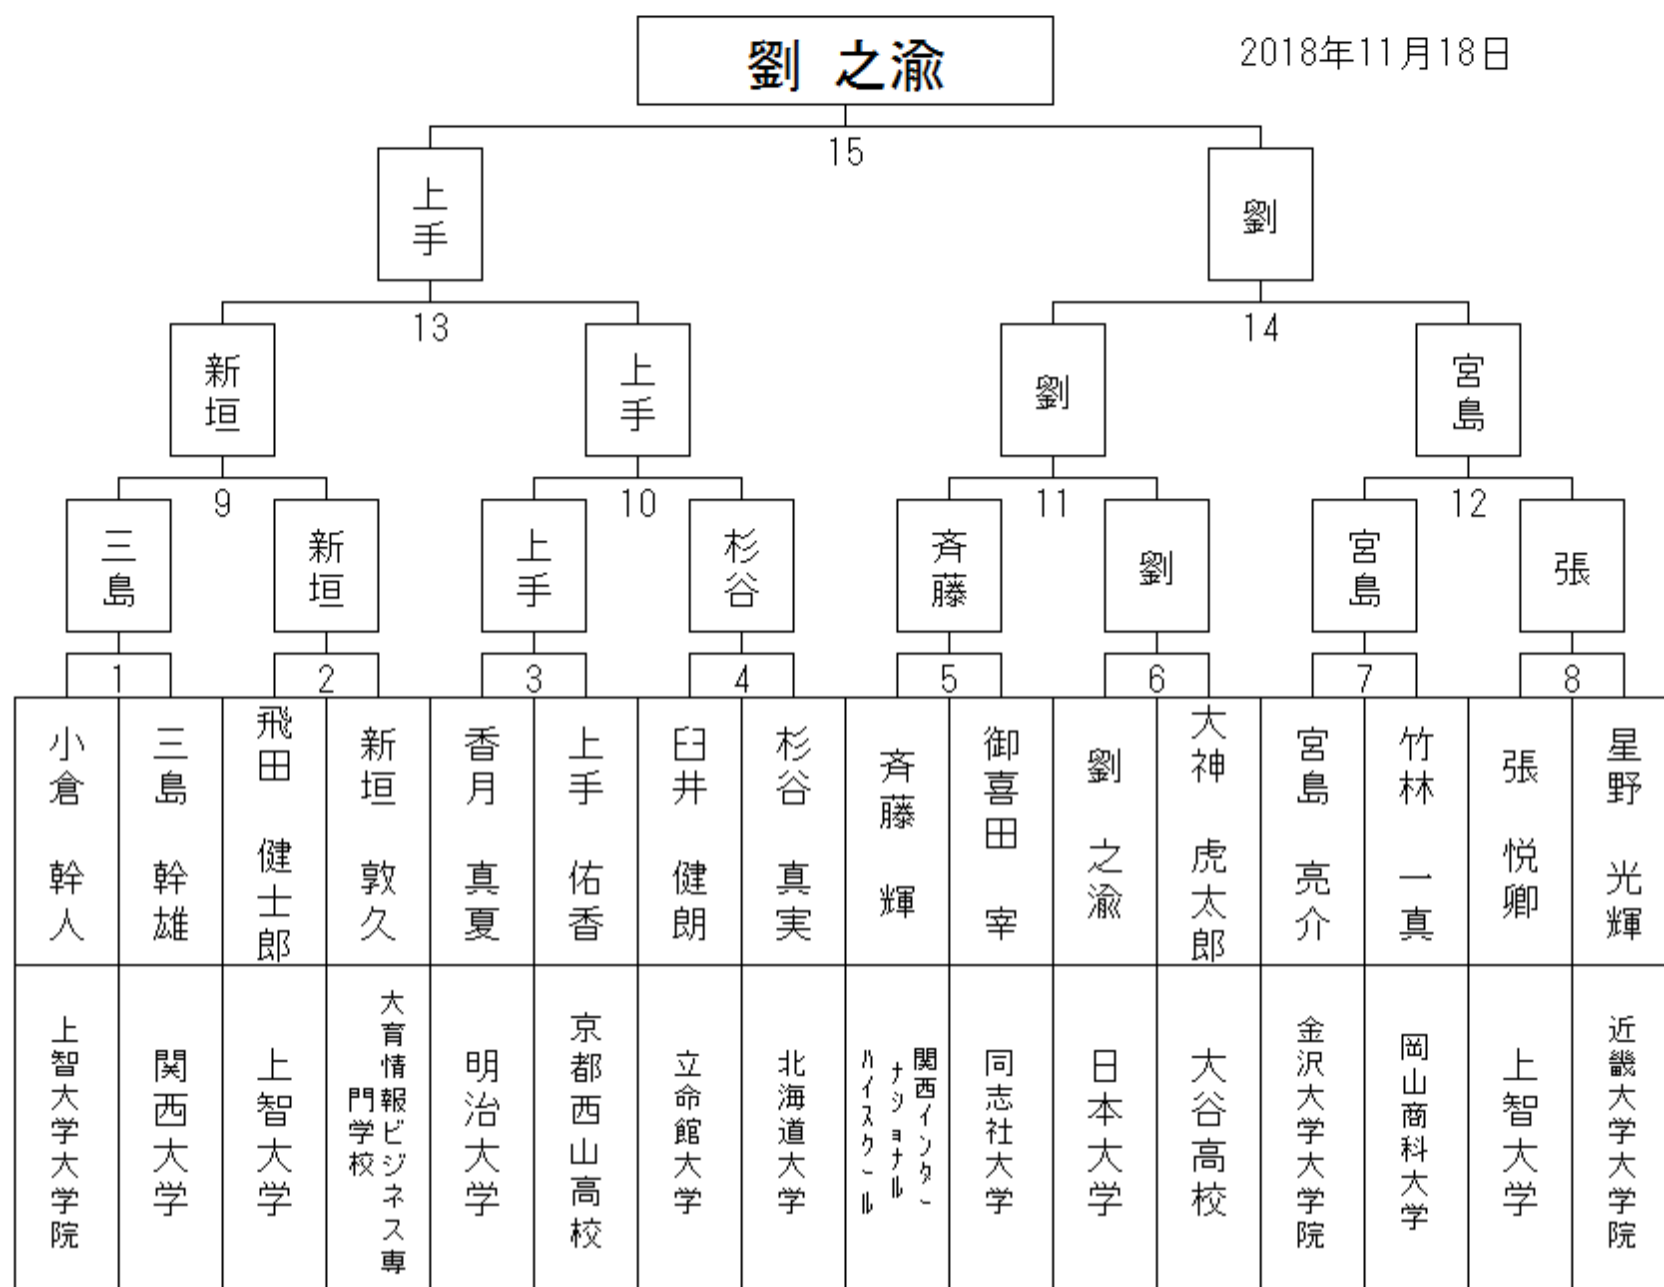 劉 之渝
2018年11月18日
15
上手
劉
13
14
新垣
上手
劉
宮島
9
10
11
12
三島
新垣
上手
杉谷
斉藤
劉
宮島
張
1
2
3
4
5
6
7
8
小倉 幹人
三島 幹雄
飛田 健士郎
新垣 敦久
香月 真夏
上手 佑香
臼井 健朗
杉谷 真実
斉藤 輝
御喜田 宰
劉 之渝
大神 虎太郎
宮島 亮介
竹林 一真
張 悦卿
星野 光輝
上智大学大学院
関西大学
上智大学
大育情報ビジネス専
門学校
明治大学
京都西山高校
立命館大学
北海道大学
関西インター
ナショナル
ハイスクール
同志社大学
日本大学
大谷高校
金沢大学大学院
岡山商科大学
上智大学
近畿大学大学院